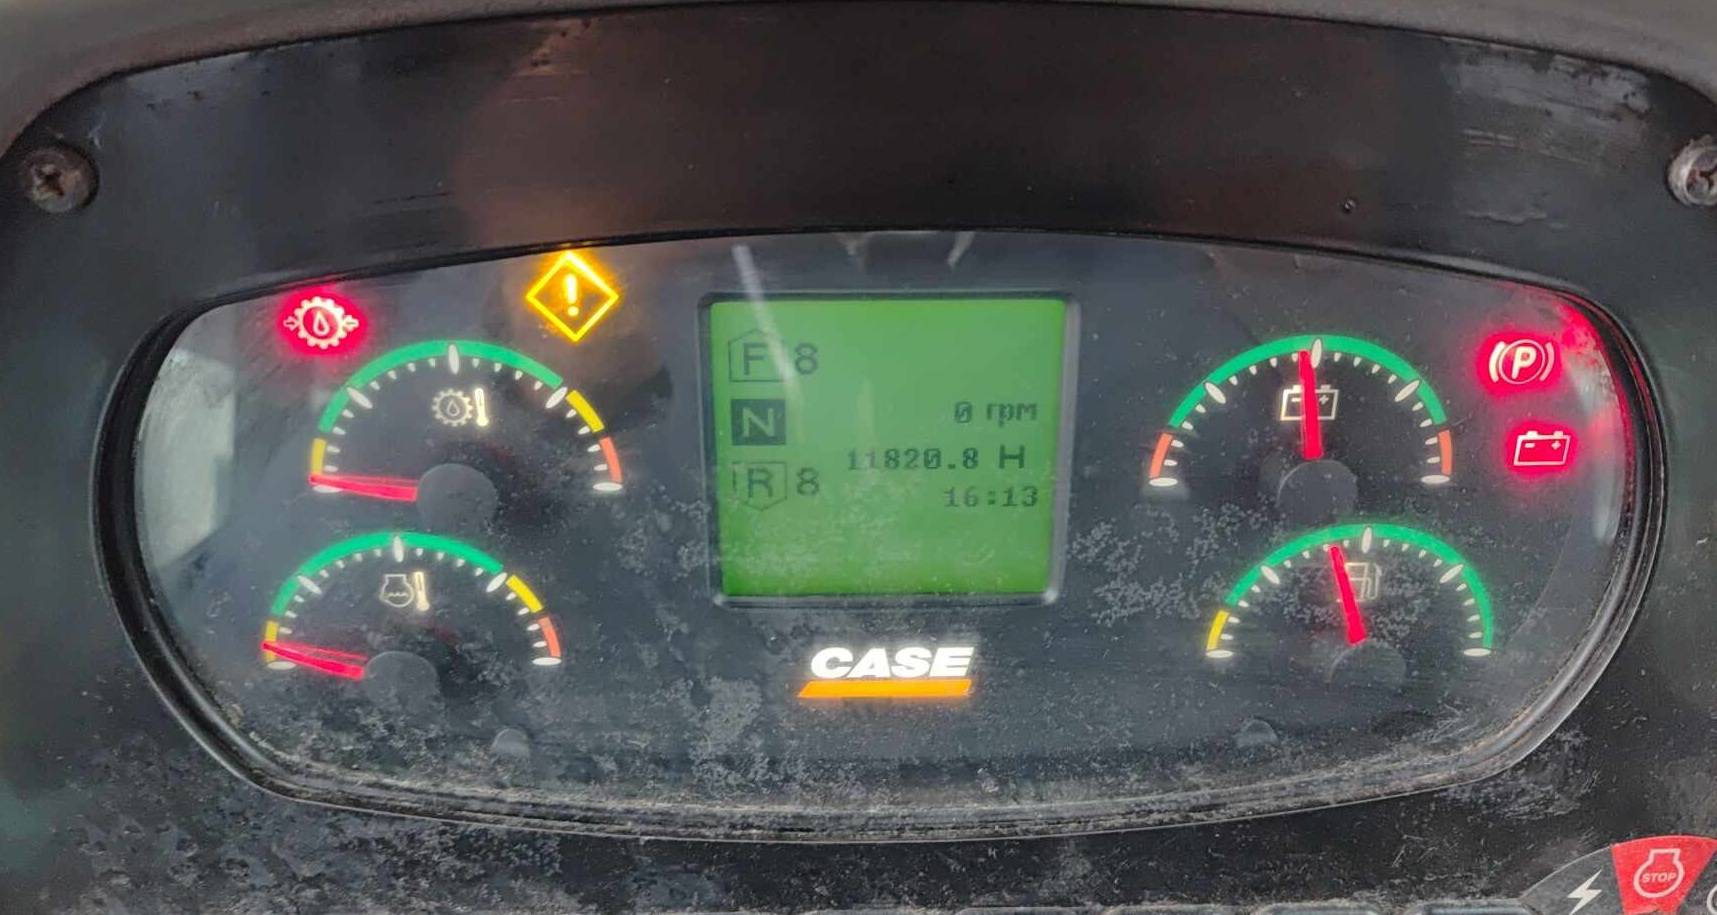 F 8
N
0 rpm
11820.8 H
R 8
16:13
P
CASE
STOP